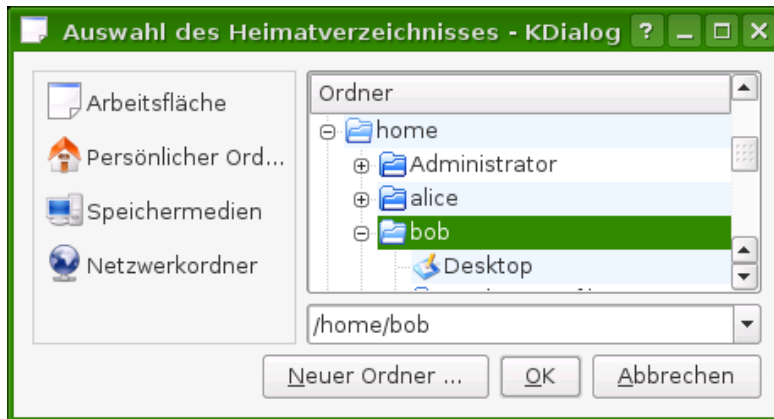 Auswahl des Heimatverzeichnisses - KDialog
Arbeitsfläche
Persönlicher Ord...
Speichermedien
Netzwerkordner
Ordner
home
Administrator
alice
bob
Desktop
/home/bob
Neuer Ordner ... OK Abbrechen